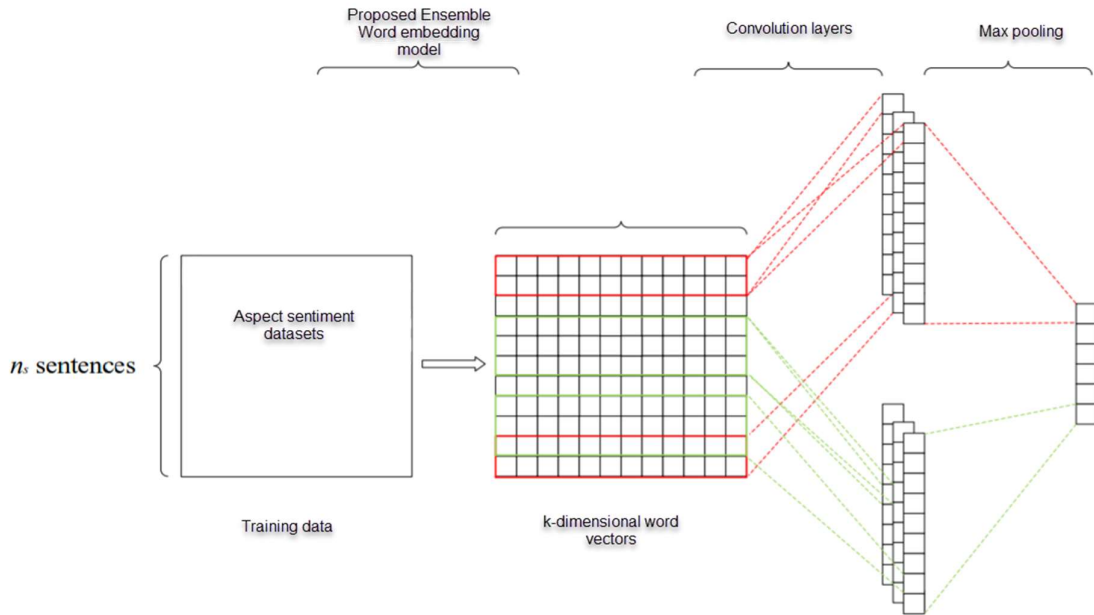 Proposed Ensemble
Word embedding
model
Convolution layers
Max pooling
Aspect sentiment
datasets
nₛ sentences
Training data
k-dimensional word
vectors